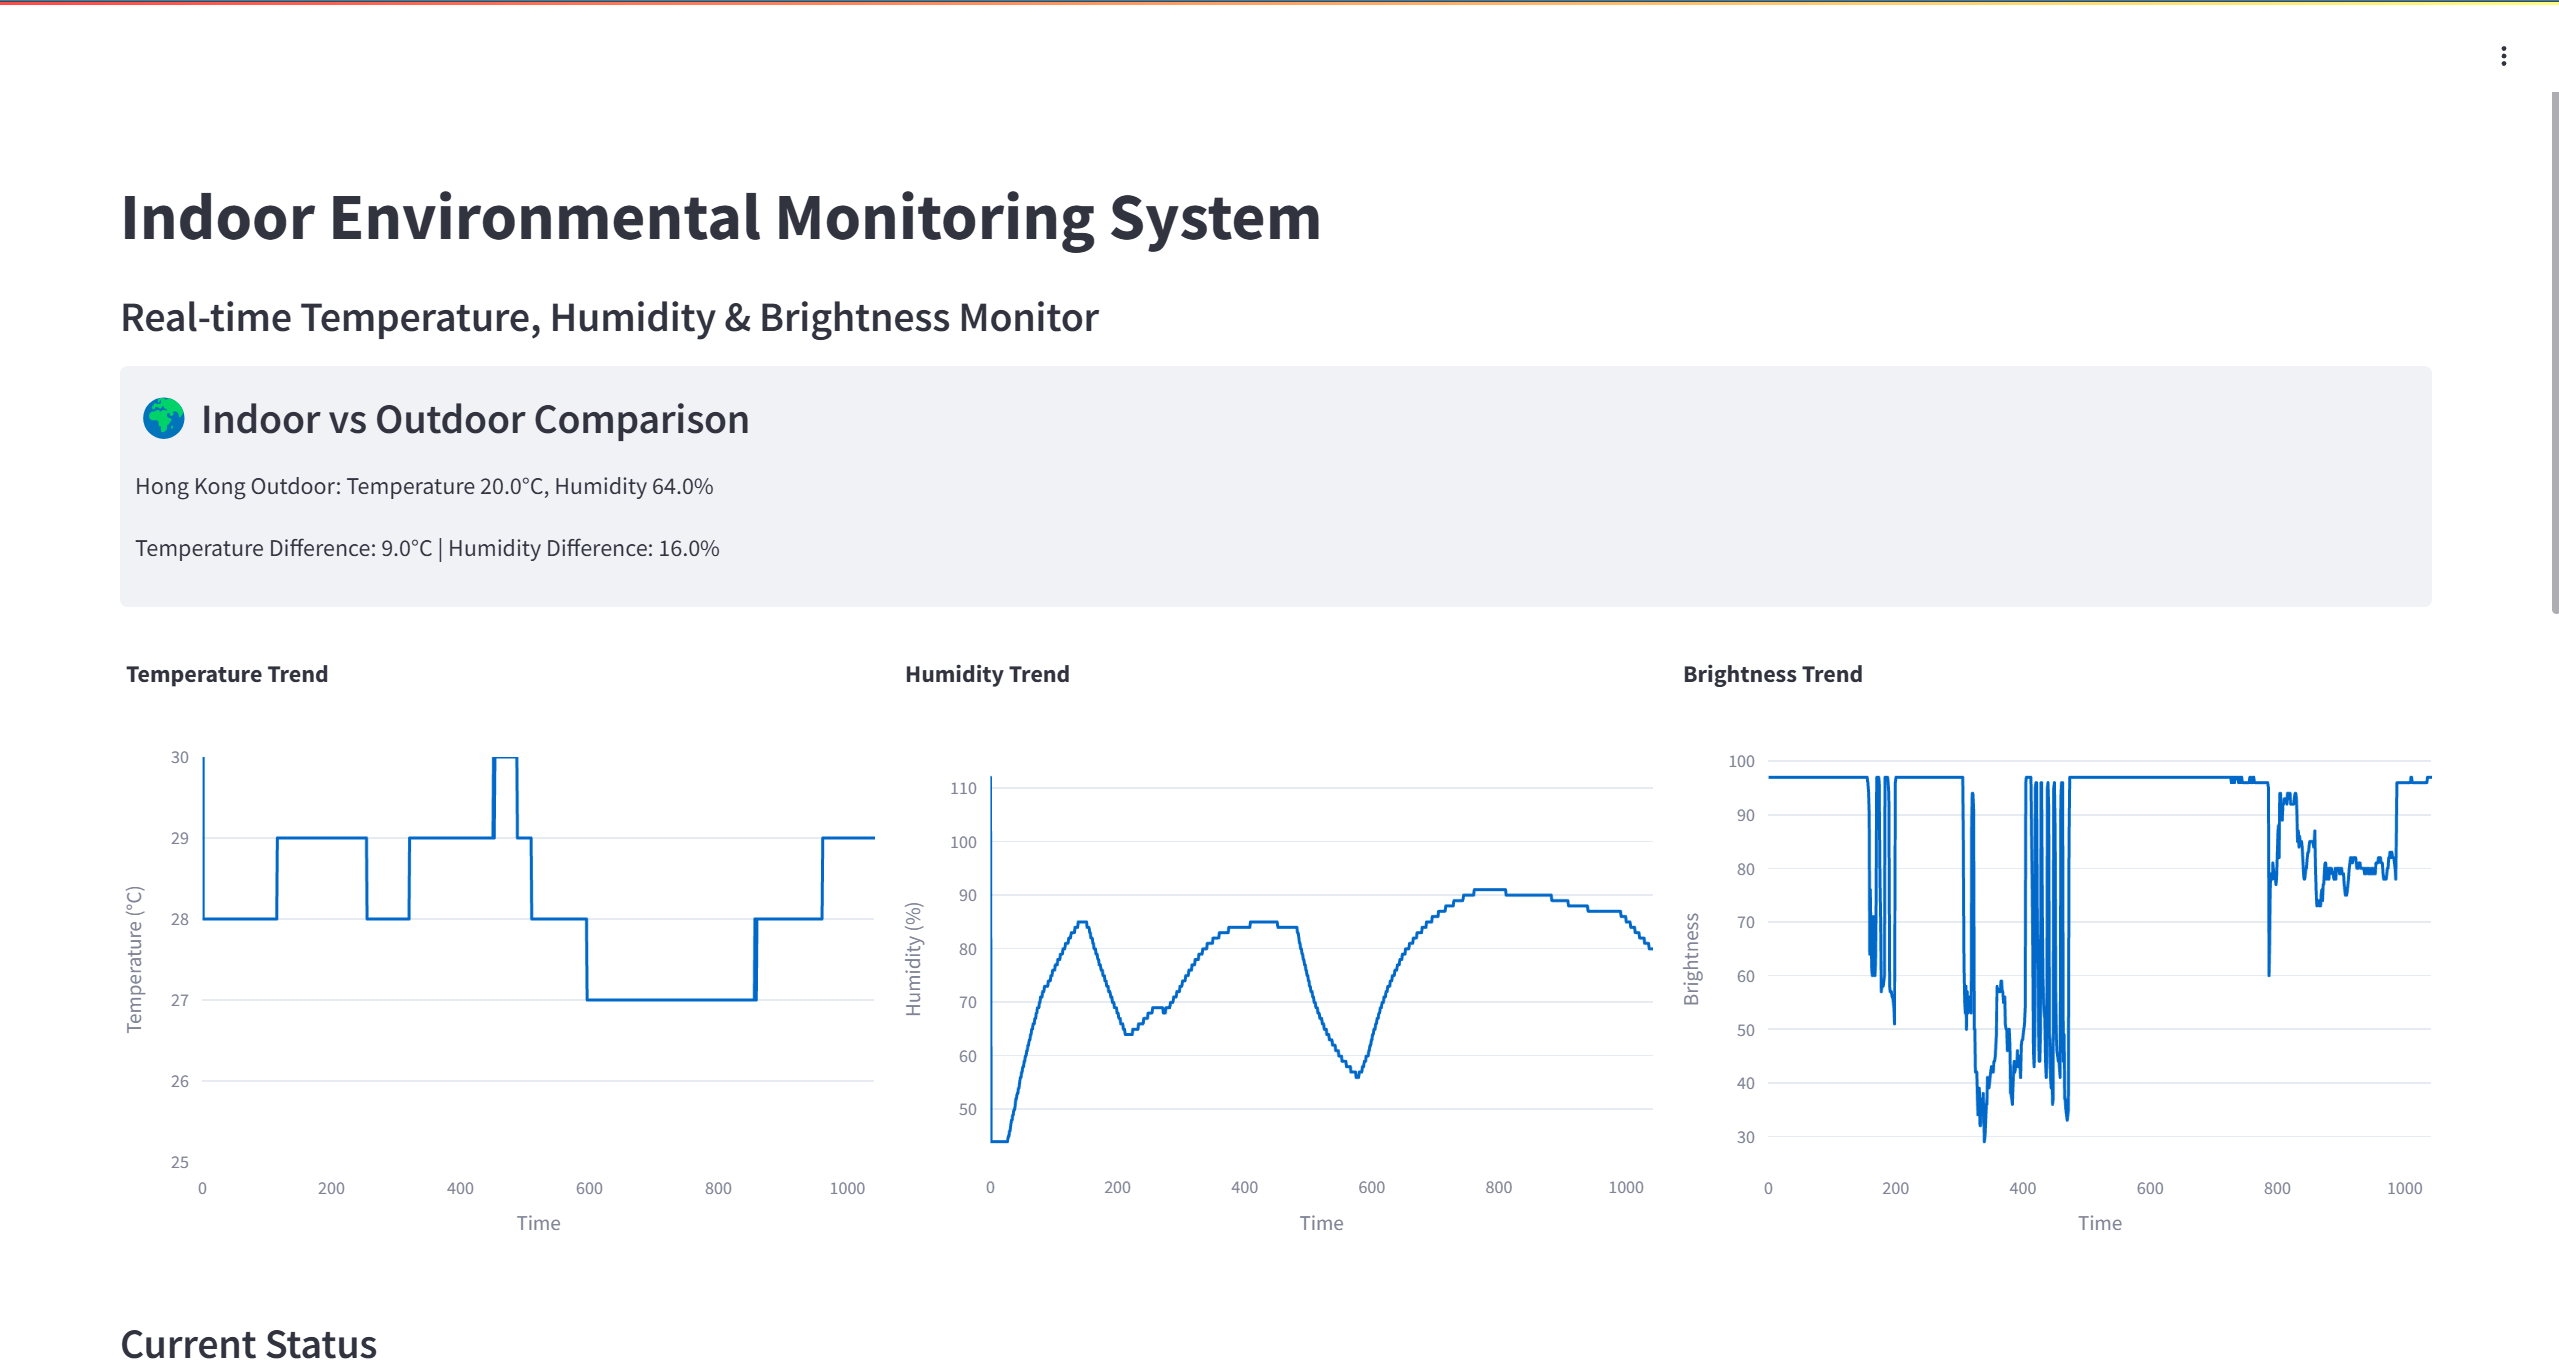 Indoor Environmental Monitoring System
Real-time Temperature, Humidity & Brightness Monitor
Indoor vs Outdoor Comparison
Hong Kong Outdoor: Temperature 20.0°C, Humidity 64.0%
Temperature Difference: 9.0°C | Humidity Difference: 16.0%
Temperature Trend
30
29
28
27
26
25
Temperature (°C)
0 200 400 600 800 1000
Time
Humidity Trend
110
100
90
80
70
60
50
Humidity (%)
0 200 400 600 800 1000
Time
Brightness Trend
100
90
80
70
60
50
40
30
Brightness
0 200 400 600 800 1000
Time
Current Status